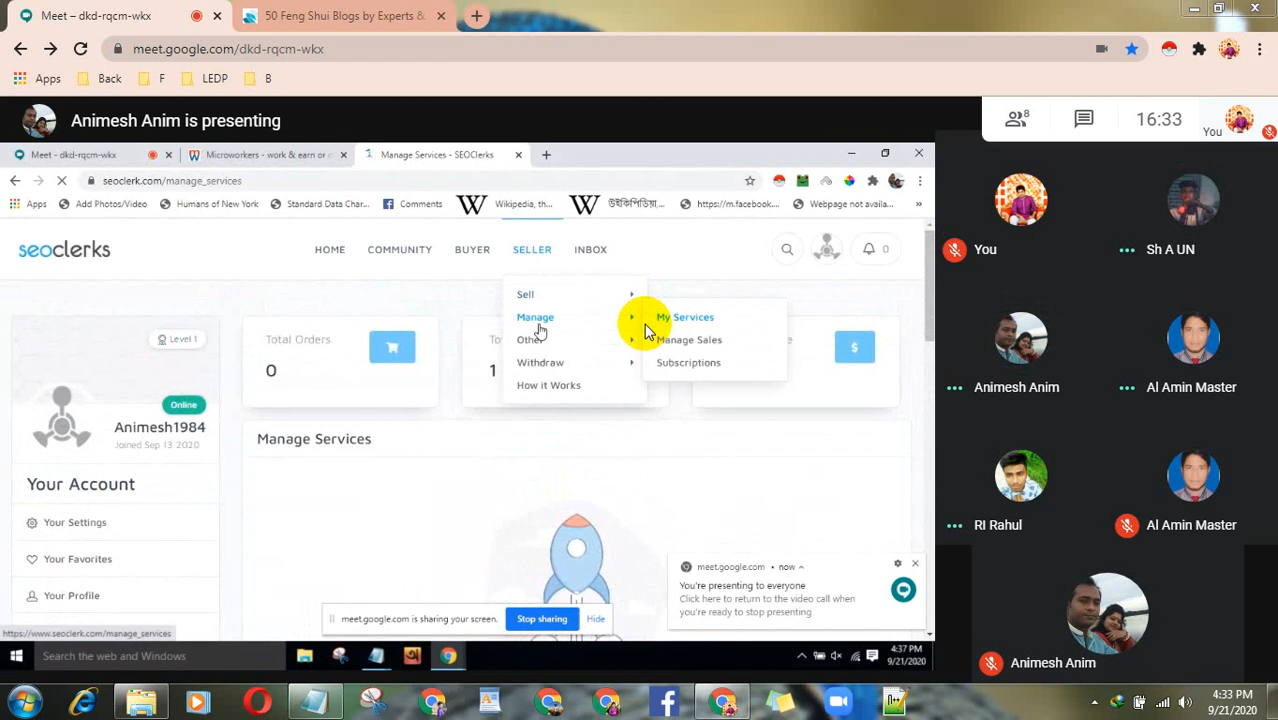 Meet – dkd-rqcm-wkx
50 Feng Shui Blogs by Experts &
meet.google.com/dkd-rqcm-wkx
Apps
Back
F
LEDP
B
Animesh Anim is presenting
8
16:33
You
Meet - dkd-rqcm-wkx
Microworkers - work & earn or o
Manage Services - SEOClerks
seoclerk.com/manage_services
Apps
Add Photos/Video
Humans of New York
Standard Data Char...
Comments
Wikipedia, th...
উইকিপিডিয়া...
https://m.facebook...
Webpage not availa...
»
seoclerks
HOME
COMMUNITY
BUYER
SELLER
INBOX
0
Sell
Manage
Other
Withdraw
How it Works
My Services
Manage Sales
Subscriptions
Level 1
Total Orders
0
1
$
Online
Animesh1984
Joined Sep 13 2020
Manage Services
Your Account
Your Settings
Your Favorites
Your Profile
meet.google.com • now
You're presenting to everyone
Click here to return to the video call when
you're ready to stop presenting
meet.google.com is sharing your screen.
Stop sharing
Hide
https://www.seoclerk.com/manage_services
Search the web and Windows
4:37 PM
9/21/2020
You
Sh A UN
Animesh Anim
Al Amin Master
RI Rahul
Al Amin Master
Animesh Anim
4:33 PM
9/21/2020